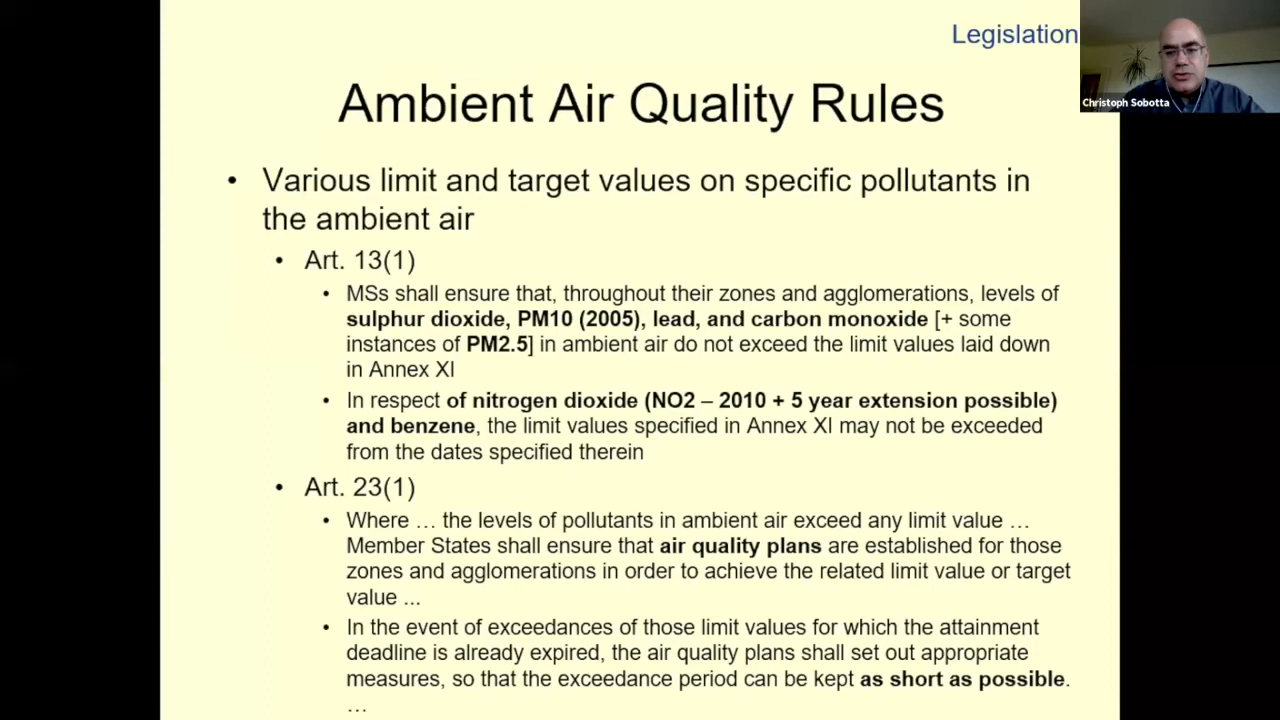 Legislation
Christoph Sobotta
Ambient Air Quality Rules
• Various limit and target values on specific pollutants in
the ambient air
• Art. 13(1)
• MSs shall ensure that, throughout their zones and agglomerations, levels of
sulphur dioxide, PM10 (2005), lead, and carbon monoxide [+ some
instances of PM2.5] in ambient air do not exceed the limit values laid down
in Annex XI
• In respect of nitrogen dioxide (NO2 – 2010 + 5 year extension possible)
and benzene, the limit values specified in Annex XI may not be exceeded
from the dates specified therein
• Art. 23(1)
• Where … the levels of pollutants in ambient air exceed any limit value …
Member States shall ensure that air quality plans are established for those
zones and agglomerations in order to achieve the related limit value or target
value ...
• In the event of exceedances of those limit values for which the attainment
deadline is already expired, the air quality plans shall set out appropriate
measures, so that the exceedance period can be kept as short as possible.
…